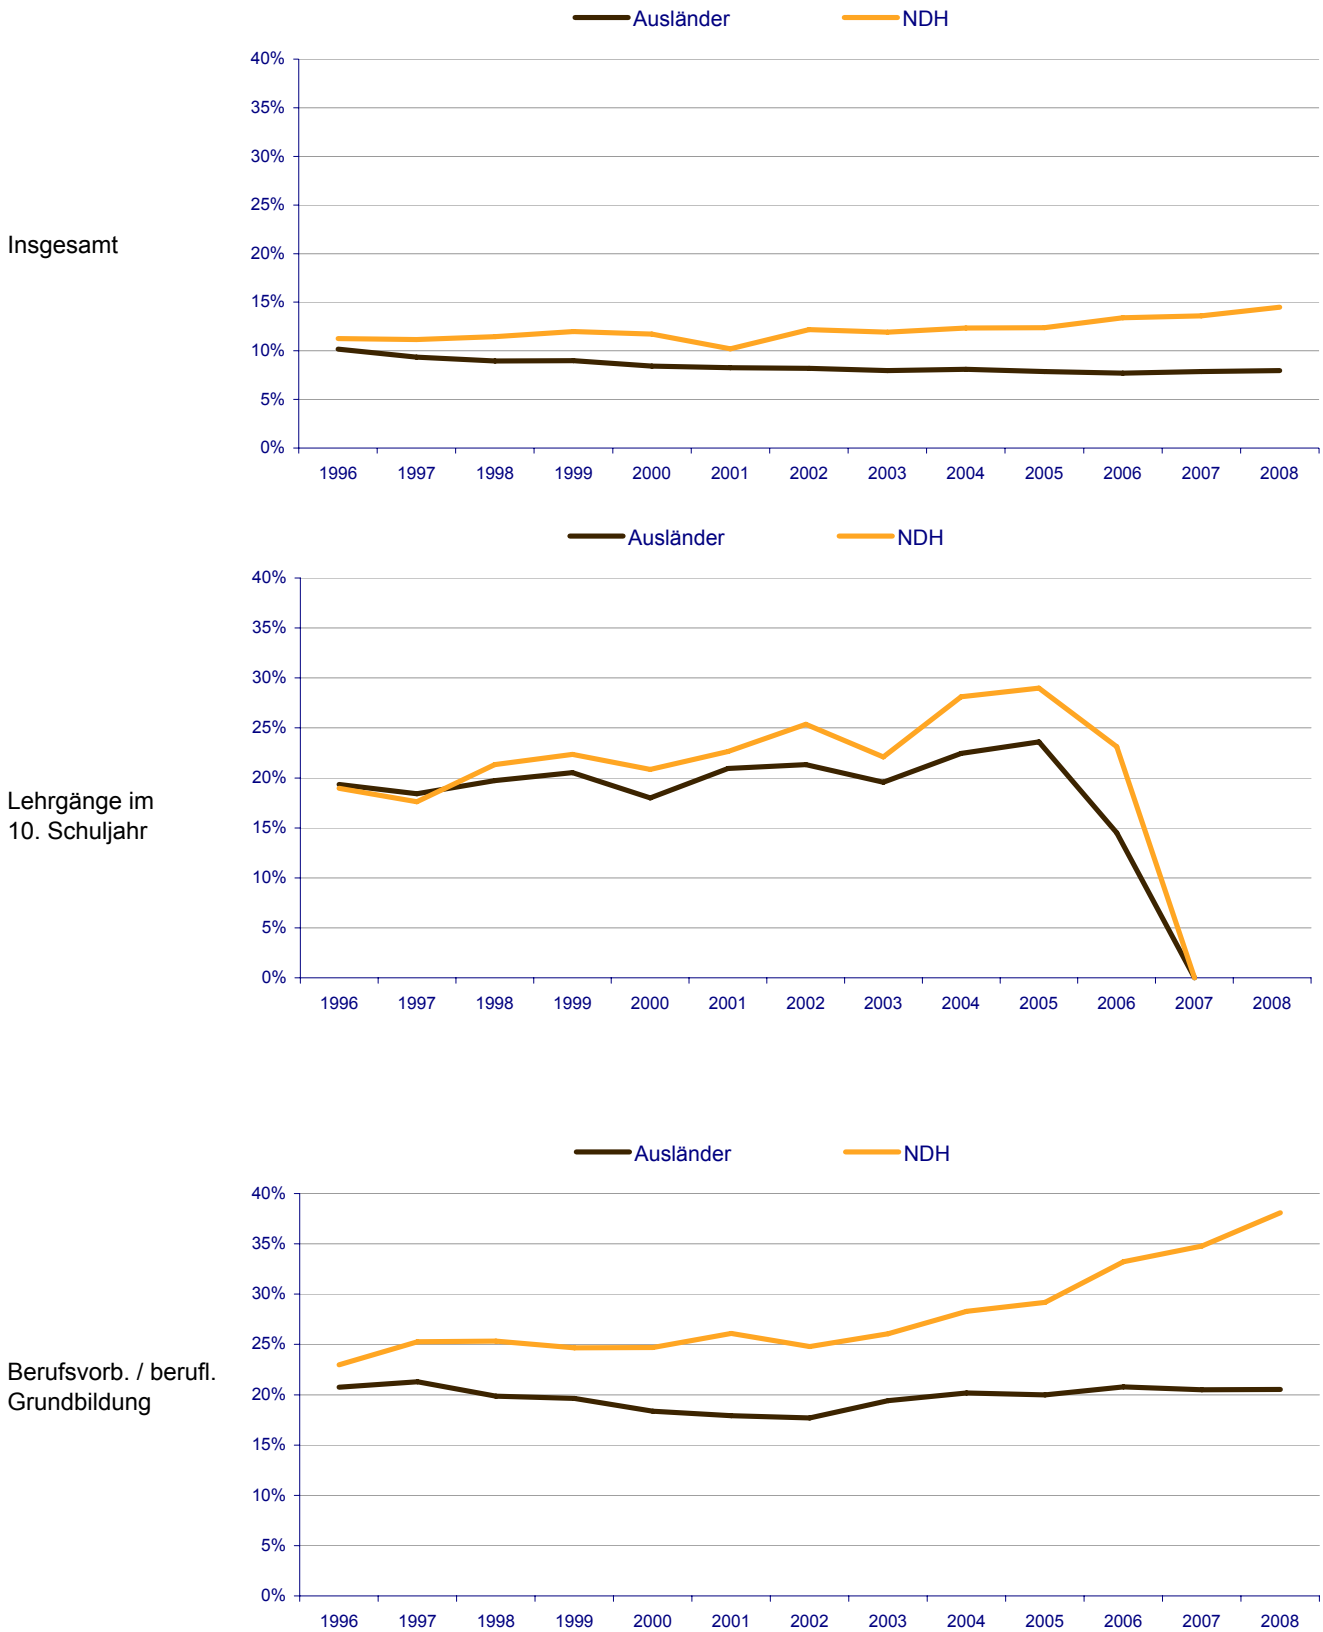 Ausländer NDH
40%
35%
30%
25%
20%
15%
10%
5%
0%
Insgesamt
1996 1997 1998 1999 2000 2001 2002 2003 2004 2005 2006 2007 2008
Ausländer NDH
40%
35%
30%
25%
20%
15%
10%
5%
0%
Lehrgänge im
10. Schuljahr
1996 1997 1998 1999 2000 2001 2002 2003 2004 2005 2006 2007 2008
Ausländer NDH
40%
35%
30%
25%
20%
15%
10%
5%
0%
Berufsvorb. / berufl.
Grundbildung
1996 1997 1998 1999 2000 2001 2002 2003 2004 2005 2006 2007 2008